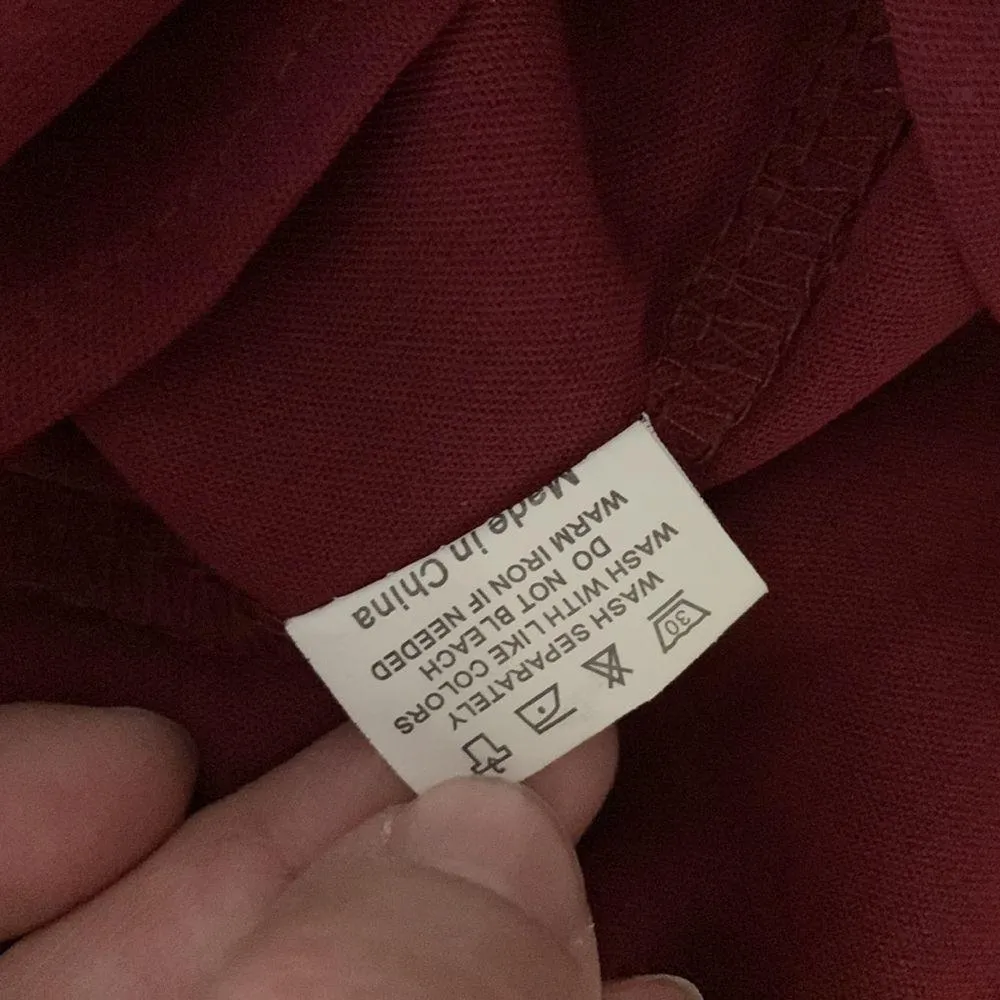 30
WASH SEPARATELY
WASH WITH LIKE COLORS
DO NOT BLEACH
WARM IRON IF NEEDED
Made in China